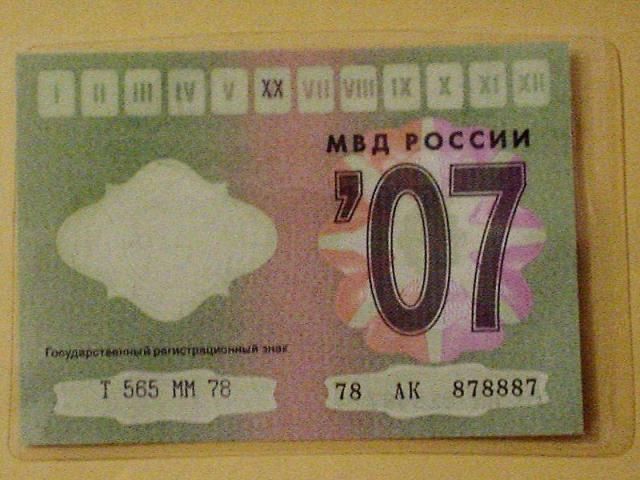 I II III IV V XX VII VIII IX X XI XII
МВД РОССИИ
'07
Государственный регистрационный знак
Т 565 ММ 78
78 АК 878887